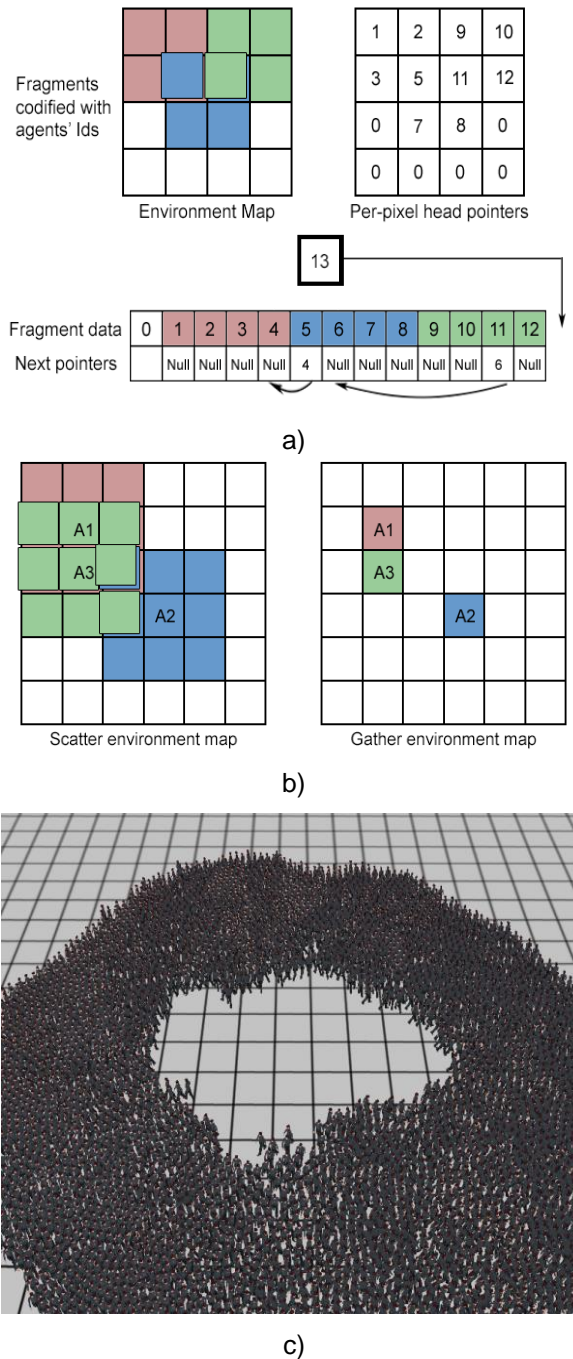 Fragments
codified with
agents' Ids
1 2 9 10
3 5 11 12
0 7 8 0
0 0 0 0
Environment Map
Per-pixel head pointers
13
Fragment data 0 1 2 3 4 5 6 7 8 9 10 11 12
Next pointers Null Null Null Null 4 Null Null Null Null Null 6 Null
a)
A1 A1
A3 A3
A2 A2
Scatter environment map
Gather environment map
b)
c)